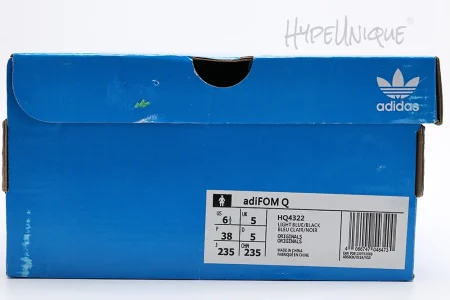 HYPEUNIQUE®
adidas
adiFOM Q
US 6½ UK 5
F 38 D 5
J 235 CHN 235
HQ4322
LIGHT BLUE/BLACK
BLEU CLAIR/NOIR
ORIGINALS
ORIGINALS
MADE IN CHINA
FABRIQUÉ EN CHINE